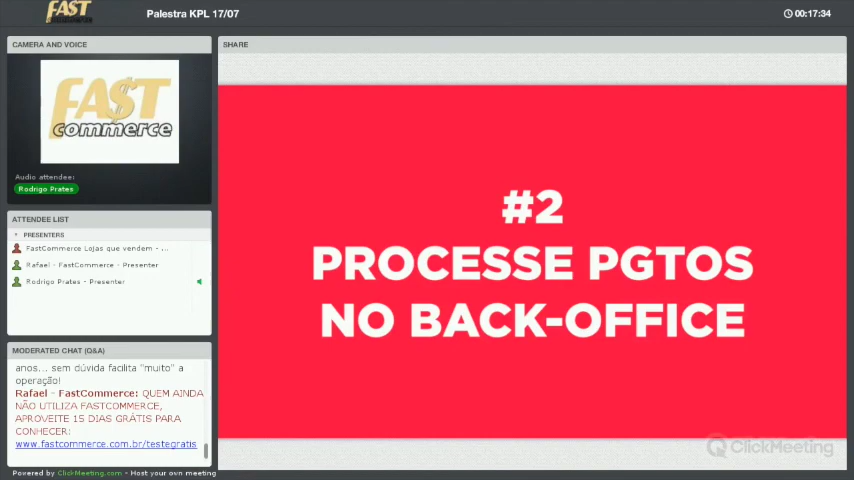 FA$T
commerce
Palestra KPL 17/07
00:17:34
CAMERA AND VOICE
FA$T
commerce
Audio attendee:
Rodrigo Prates
ATTENDEE LIST
PRESENTERS
FastCommerce Lojas que vendem - ...
Rafael - FastCommerce - Presenter
Rodrigo Prates - Presenter
MODERATED CHAT (Q&A)
anos... sem dúvida facilita "muito" a
operação!
Rafael - FastCommerce: QUEM AINDA
NÃO UTILIZA FASTCOMMERCE,
APROVEITE 15 DIAS GRÁTIS PARA
CONHECER:
www.fastcommerce.com.br/testegratis
Powered by ClickMeeting.com - Host your own meeting
SHARE
#2
PROCESSE PGTOS
NO BACK-OFFICE
ClickMeeting